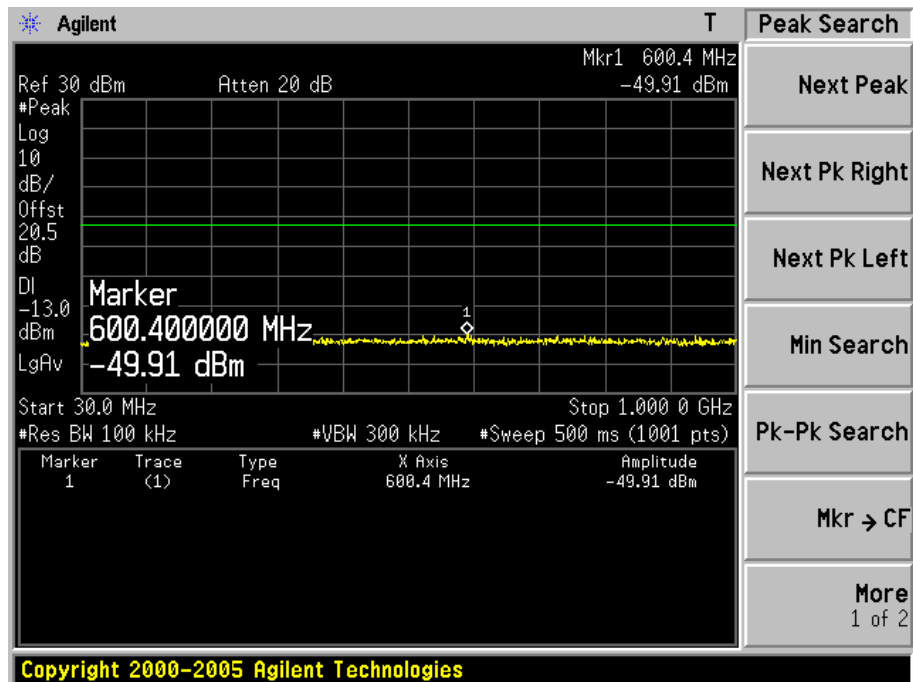 Agilent T
Mkr1 600.4 MHz
Ref 30 dBm Atten 20 dB -49.91 dBm
#Peak
Log
10
dB/
Offst
20.5
dB
DI
-13.0
dBm
LgAv
1
Marker
600.400000 MHz
-49.91 dBm
Start 30.0 MHz Stop 1.000 0 GHz
#Res BW 100 kHz #VBW 300 kHz #Sweep 500 ms (1001 pts)
Marker Trace Type X Axis Amplitude
1 (1) Freq 600.4 MHz -49.91 dBm
Peak Search
Next Peak
Next Pk Right
Next Pk Left
Min Search
Pk-Pk Search
Mkr → CF
More
1 of 2
Copyright 2000-2005 Agilent Technologies